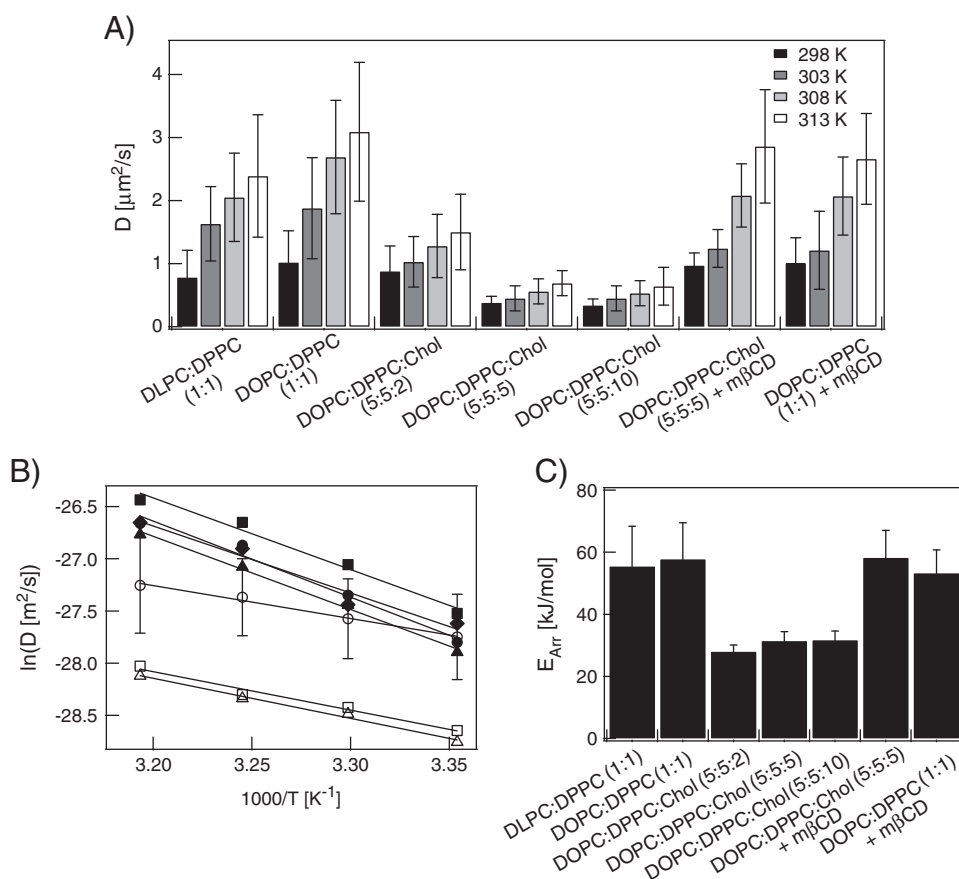 A)
298 K
303 K
308 K
313 K
4
3
2
1
0
D [μm²/s]
DLPC:DPPC
(1:1)
DOPC:DPPC
(1:1)
DOPC:DPPC:Chol
(5:5:2)
DOPC:DPPC:Chol
(5:5:5)
DOPC:DPPC:Chol
(5:5:10)
DOPC:DPPC:Chol
(5:5:5) + mβCD
DOPC:DPPC
(1:1) + mβCD
B)
-26.5
-27.0
-27.5
-28.0
-28.5
ln(D [m²/s])
3.20
3.25
3.30
3.35
1000/T [K⁻¹]
C)
80
60
40
20
0
E_Arr [kJ/mol]
DLPC:DPPC (1:1)
DOPC:DPPC (1:1)
DOPC:DPPC:Chol (5:5:2)
DOPC:DPPC:Chol (5:5:5)
DOPC:DPPC:Chol (5:5:10)
DOPC:DPPC:Chol (5:5:5)
+ mβCD
DOPC:DPPC (1:1)
+ mβCD